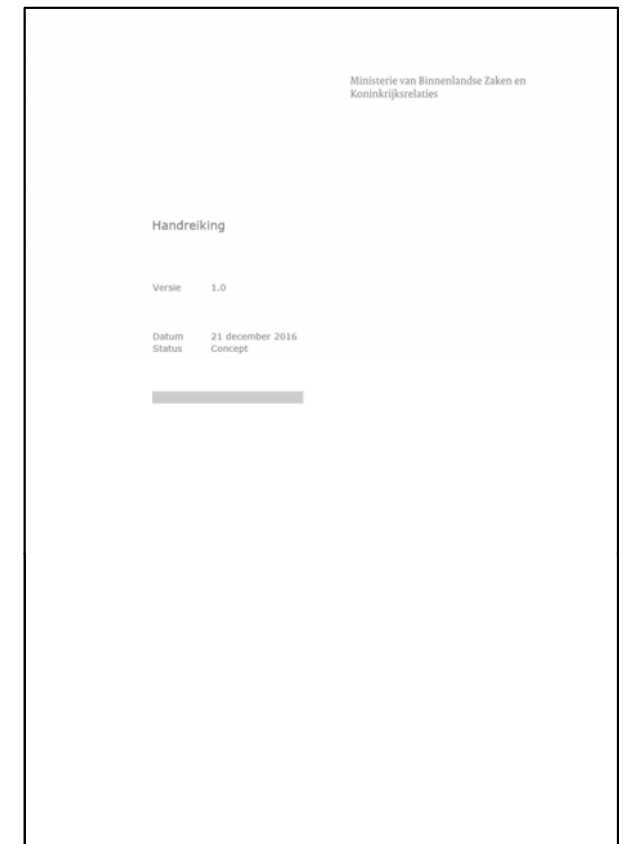 Ministerie van Binnenlandse Zaken en
Koninkrijksrelaties
Handreiking
Versie 1.0
Datum 21 december 2016
Status Concept